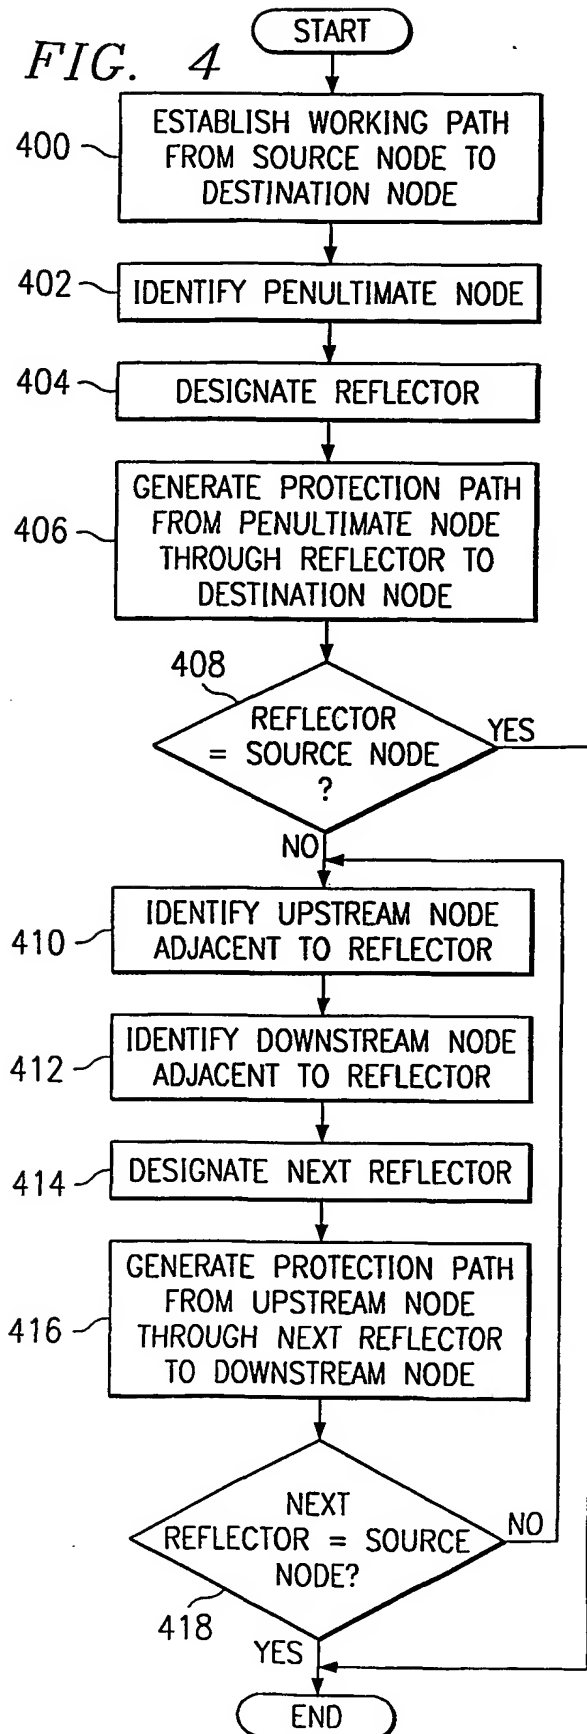 START
FIG. 4
400
ESTABLISH WORKING PATH
FROM SOURCE NODE TO
DESTINATION NODE
402
IDENTIFY PENULTIMATE NODE
404
DESIGNATE REFLECTOR
406
GENERATE PROTECTION PATH
FROM PENULTIMATE NODE
THROUGH REFLECTOR TO
DESTINATION NODE
408
REFLECTOR
= SOURCE NODE
?
YES
NO
410
IDENTIFY UPSTREAM NODE
ADJACENT TO REFLECTOR
412
IDENTIFY DOWNSTREAM NODE
ADJACENT TO REFLECTOR
414
DESIGNATE NEXT REFLECTOR
416
GENERATE PROTECTION PATH
FROM UPSTREAM NODE
THROUGH NEXT REFLECTOR
TO DOWNSTREAM NODE
NEXT
REFLECTOR = SOURCE
NODE?
NO
418
YES
END